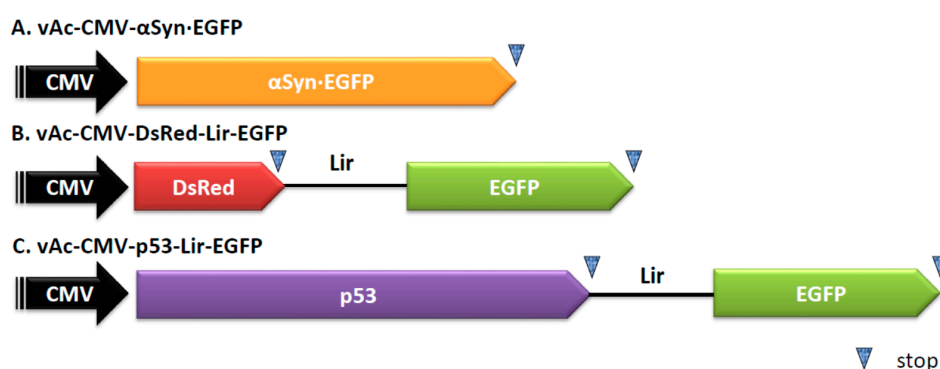 A. vAc-CMV-αSyn·EGFP
CMV
αSyn·EGFP
B. vAc-CMV-DsRed-Lir-EGFP
CMV
DsRed
Lir
EGFP
C. vAc-CMV-p53-Lir-EGFP
CMV
p53
Lir
EGFP
stop